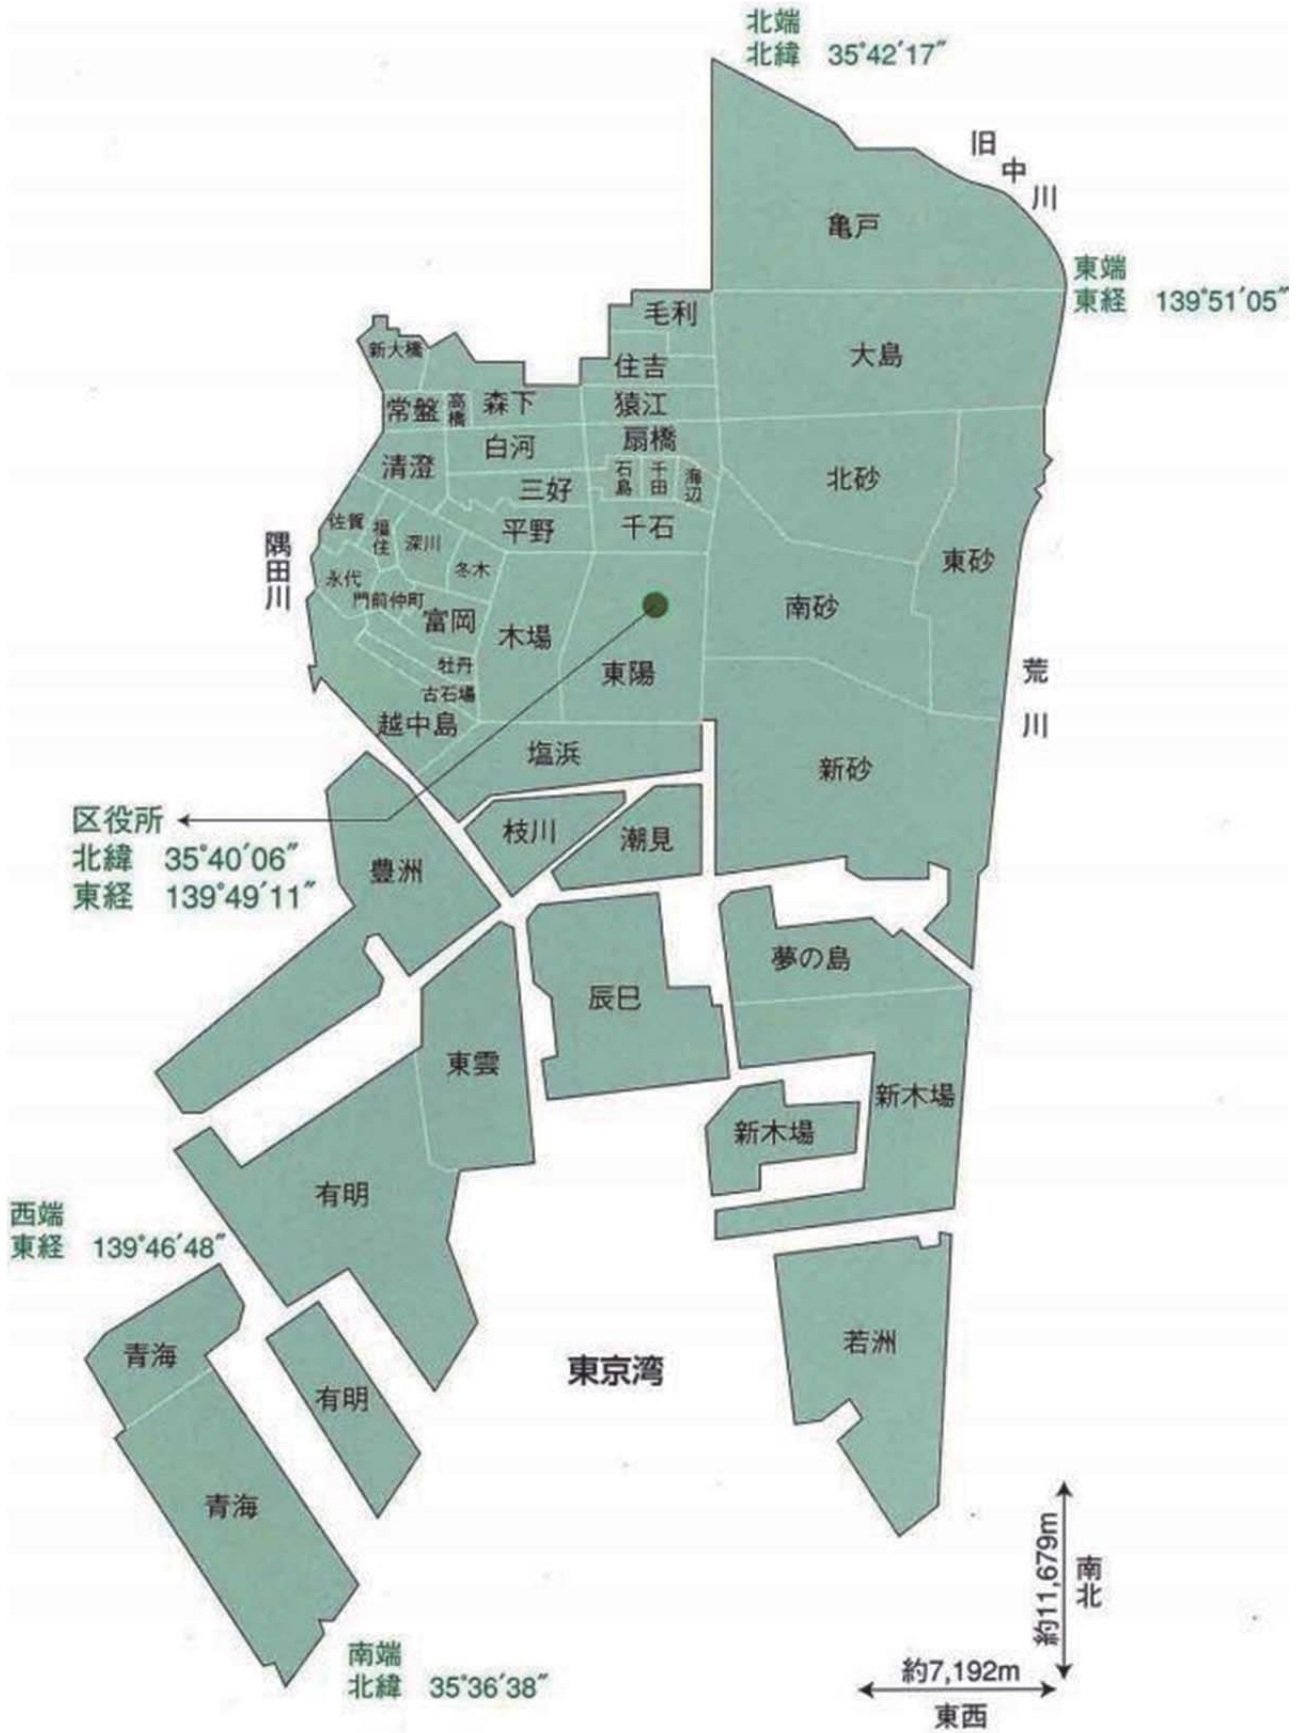 北端
北緯 35°42′17″
旧中川
亀戸
東端
東経 139°51′05″
毛利
新大橋
大島
住吉
常盤
高橋
森下
猿江
扇橋
白河
清澄
石島
千田
海辺
北砂
三好
佐賀
福住
深川
平野
千石
隅田川
冬木
東砂
永代
門前仲町
富岡
木場
南砂
牡丹
東陽
古石場
荒川
越中島
塩浜
新砂
区役所
北緯 35°40′06″
東経 139°49′11″
枝川
潮見
豊洲
夢の島
辰巳
東雲
新木場
新木場
有明
西端
東経 139°46′48″
青海
若洲
東京湾
有明
青海
南端
北緯 35°36′38″
約11,679m
南北
約7,192m
東西